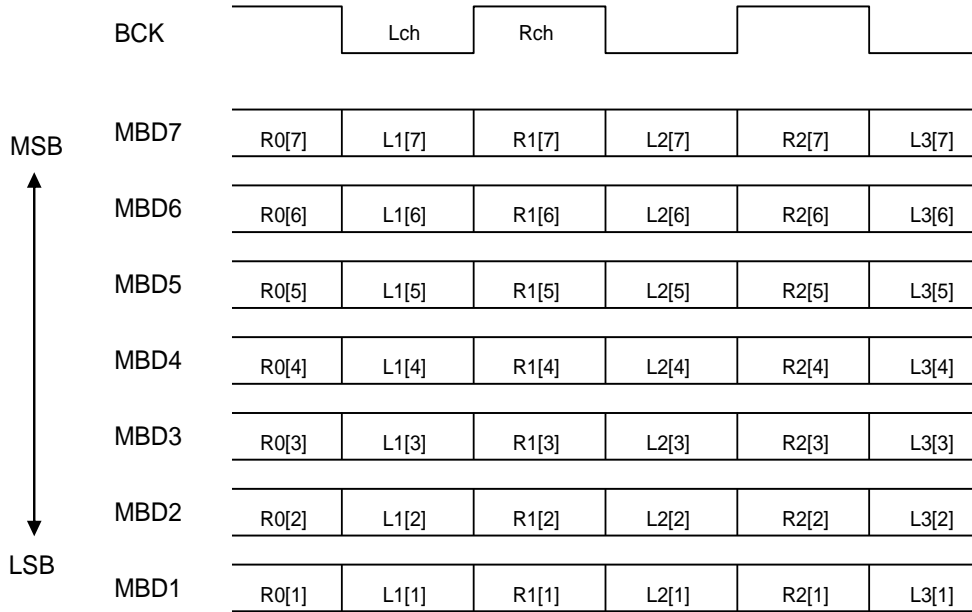 BCK Lch Rch
MBD7 R0[7] L1[7] R1[7] L2[7] R2[7] L3[7]
MSB
MBD6 R0[6] L1[6] R1[6] L2[6] R2[6] L3[6]
MBD5 R0[5] L1[5] R1[5] L2[5] R2[5] L3[5]
MBD4 R0[4] L1[4] R1[4] L2[4] R2[4] L3[4]
MBD3 R0[3] L1[3] R1[3] L2[3] R2[3] L3[3]
MBD2 R0[2] L1[2] R1[2] L2[2] R2[2] L3[2]
LSB
MBD1 R0[1] L1[1] R1[1] L2[1] R2[1] L3[1]